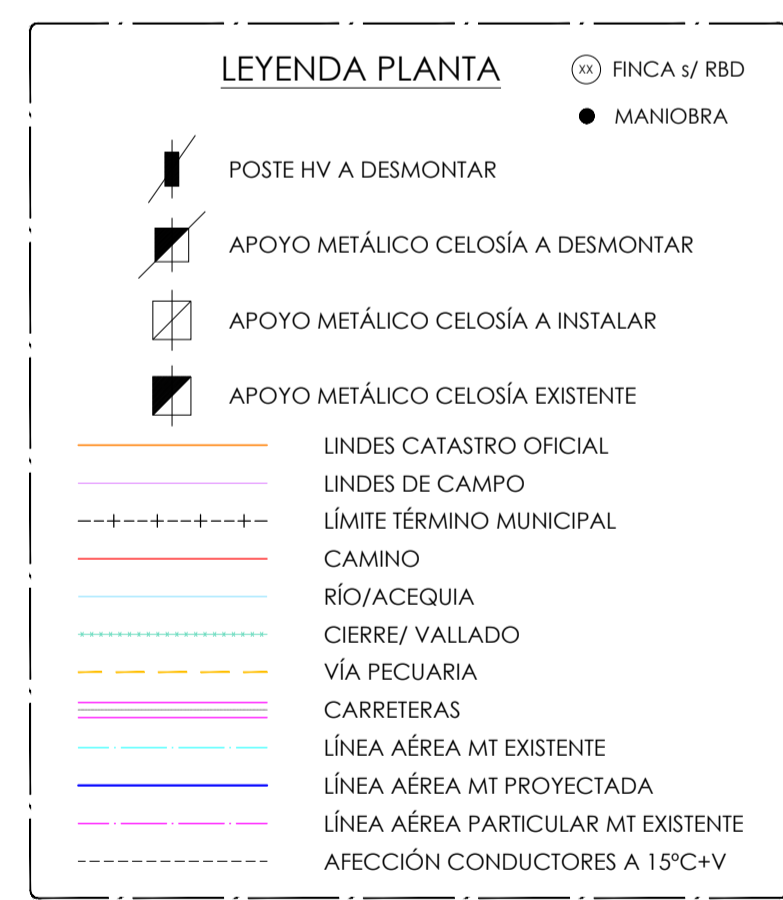 LEYENDA PLANTA
XX FINCA s/ RBD
MANIOBRA
POSTE HV A DESMONTAR
APOYO METÁLICO CELOSÍA A DESMONTAR
APOYO METÁLICO CELOSÍA A INSTALAR
APOYO METÁLICO CELOSÍA EXISTENTE
LINDES CATASTRO OFICIAL
LINDES DE CAMPO
LÍMITE TÉRMINO MUNICIPAL
CAMINO
RÍO/ACEQUIA
CIERRE/ VALLADO
VÍA PECUARIA
CARRETERAS
LÍNEA AÉREA MT EXISTENTE
LÍNEA AÉREA MT PROYECTADA
LÍNEA AÉREA PARTICULAR MT EXISTENTE
AFECCIÓN CONDUCTORES A 15ºC+V